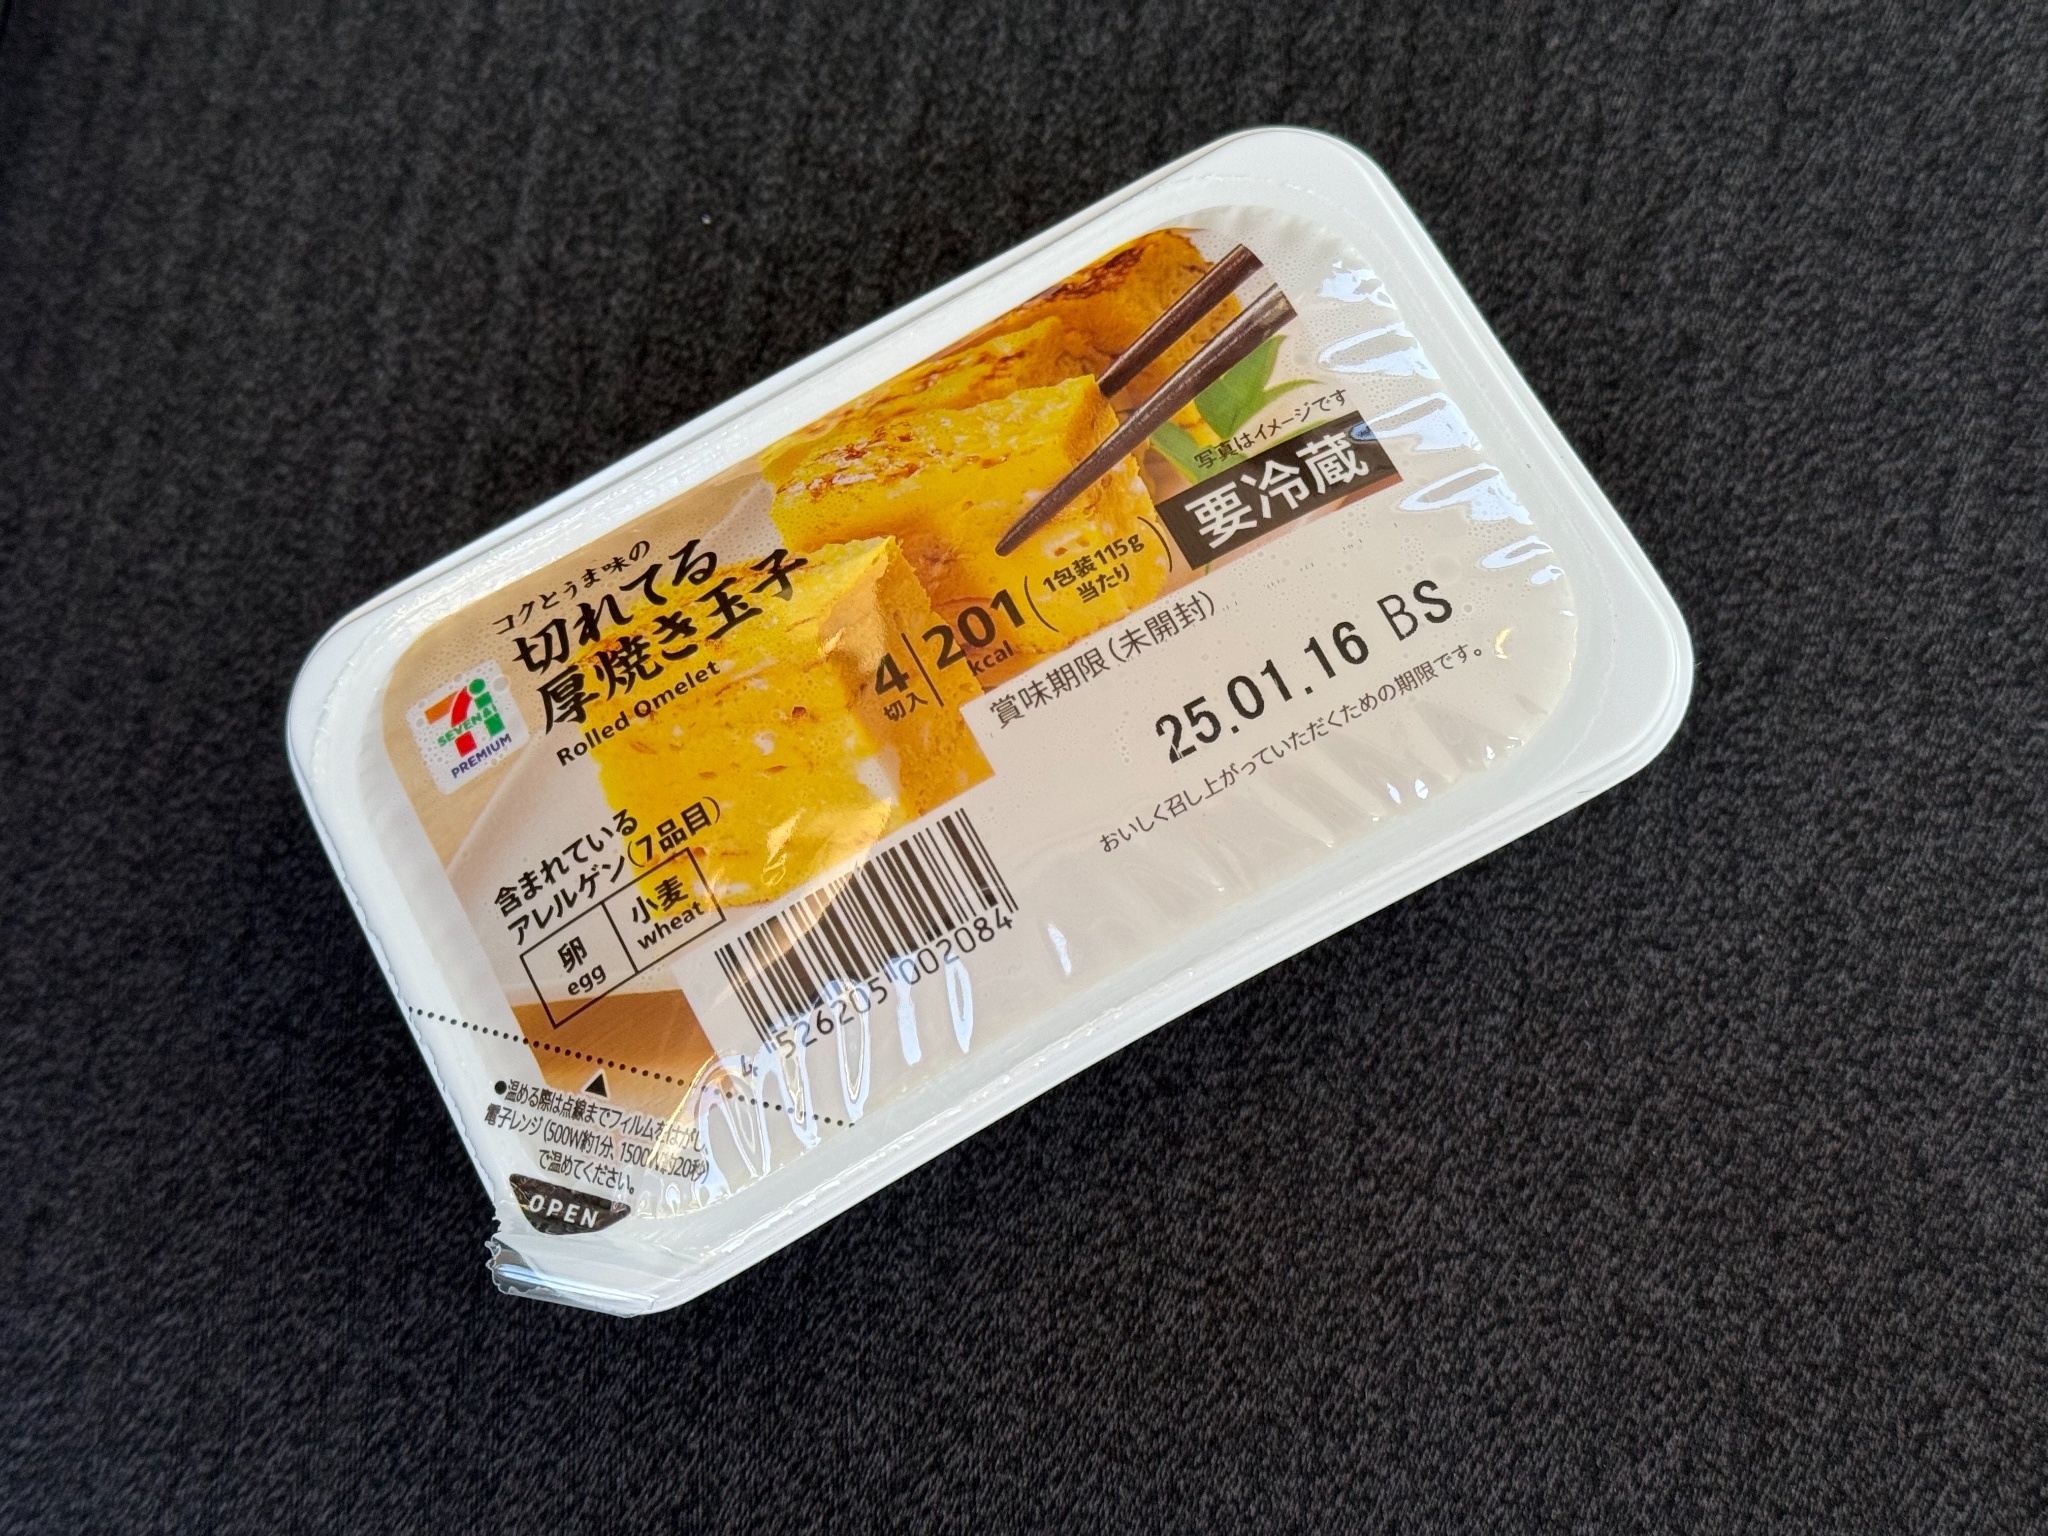 コクとうま味の
切れてる
厚焼き玉子
Rolled Omelet
SEVEN&i
PREMIUM
4
切入
201
kcal
(1包装115g
当たり)
写真はイメージです
要冷蔵
賞味期限(未開封)
25.01.16 BS
おいしく召し上がっていただくための期限です。
含まれている
アレルゲン(7品目)
卵
egg
小麦
wheat
4 526205 002084
●温める際は点線までフィルムをはがし、
電子レンジ(500W約1分、1500W約20秒)
で温めてください。
OPEN